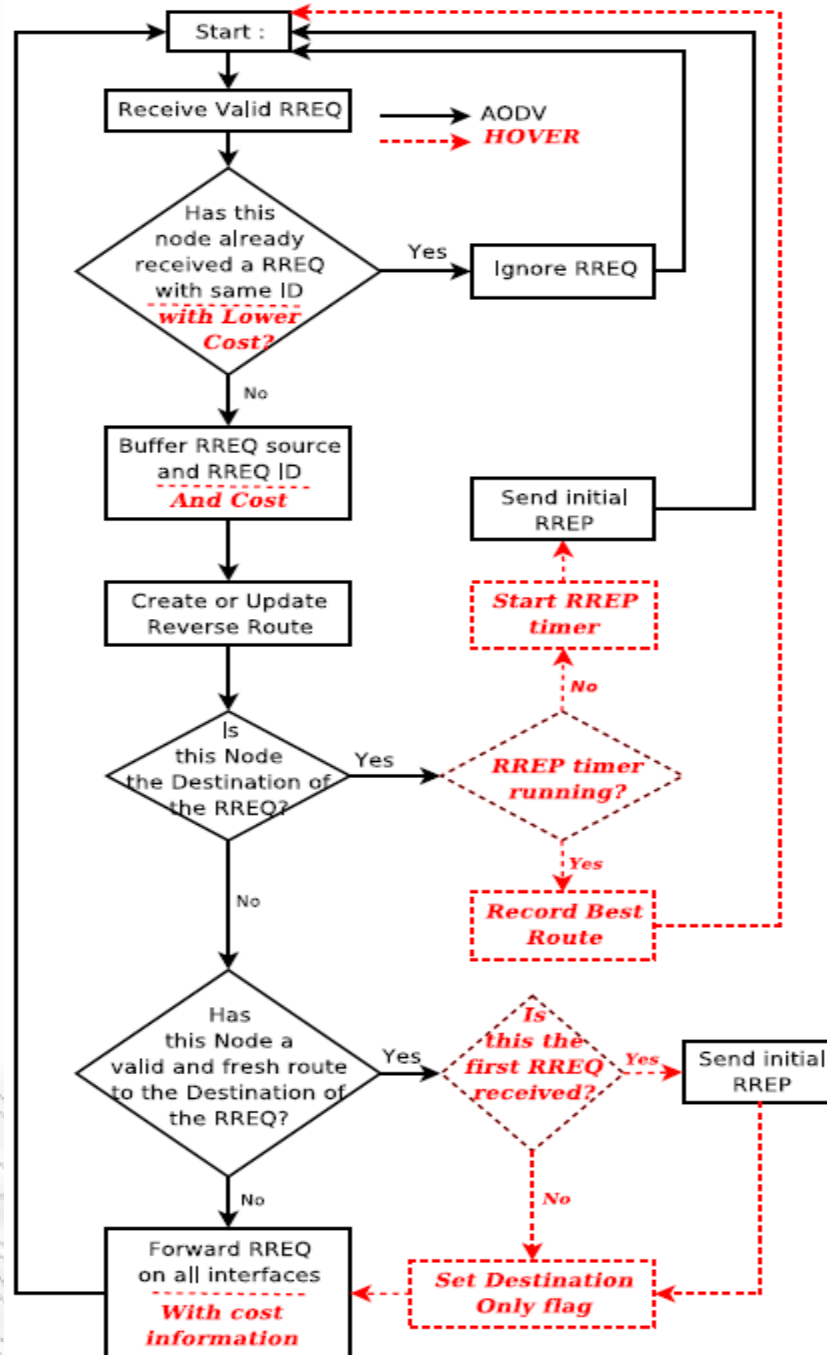 Start :
Receive Valid RREQ
AODV
HOVER
Has this
node already
received a RREQ
with same ID
with Lower
Cost?
Yes
Ignore RREQ
No
Buffer RREQ source
and RREQ ID
And Cost
Send initial
RREP
Create or Update
Reverse Route
Start RREP
timer
No
Is
this Node
the Destination of
the RREQ?
Yes
RREP timer
running?
Yes
Record Best
Route
No
Has
this Node a
valid and fresh route
to the Destination of
the RREQ?
Yes
Is
this the
first RREQ
received?
Yes
Send initial
RREP
No
No
Forward RREQ
on all interfaces
With cost
information
Set Destination
Only flag